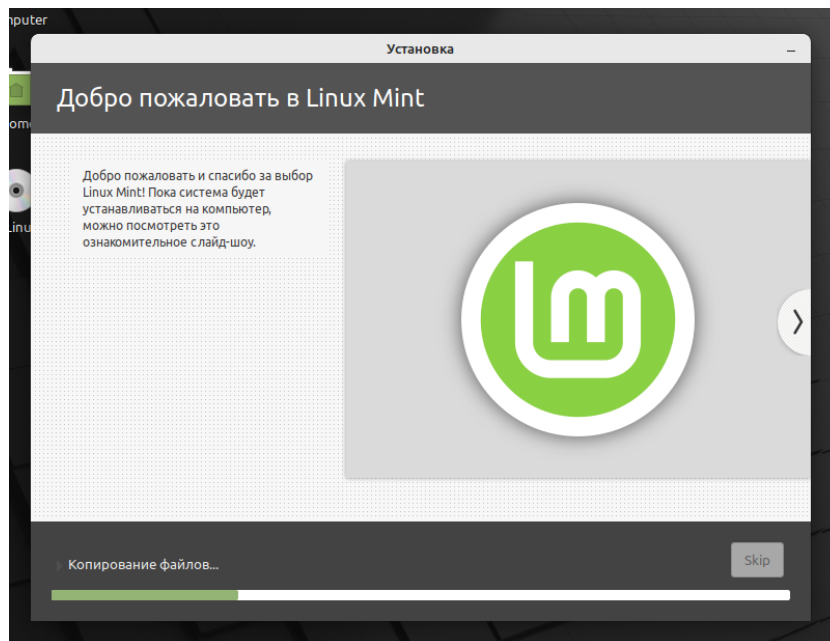 Установка
Добро пожаловать в Linux Mint
Добро пожаловать и спасибо за выбор
Linux Mint! Пока система будет
устанавливаться на компьютер,
можно посмотреть это
ознакомительное слайд-шоу.
Копирование файлов...
Skip